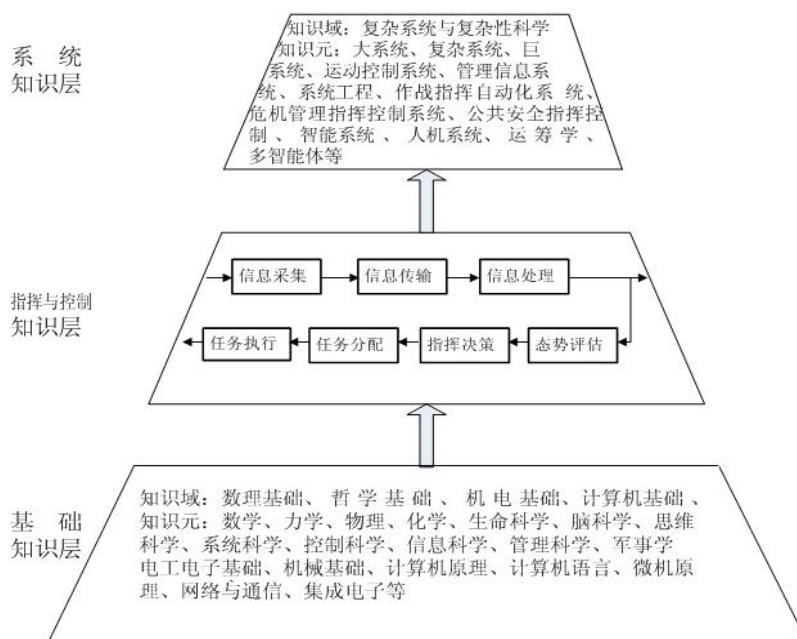 系 统
知识层
知识域：复杂系统与复杂性科学
知识元：大系统、复杂系统、巨
系统、运动控制系统、管理信息系
统、系统工程、作战指挥自动化系 统、
危机管理指挥控制系统、公共安全指挥控
制 、 智能系统 、 人机系统、 运 筹 学 、
多智能体等
指挥与控制
知识层
信息采集
信息传输
信息处理
任务执行
任务分配
指挥决策
态势评估
基 础
知识层
知识域：数理基础、 哲 学 基 础 、 机 电 基础、计算机基础 、
知识元：数学、力学、物理、化学、生命科学、脑科学、思维
科学、系统科学、控制科学、信息科学、管理科学、军事学
电工电子基础、机械基础、计算机原理、计算机语言、微机原
理、网络与通信、集成电子等